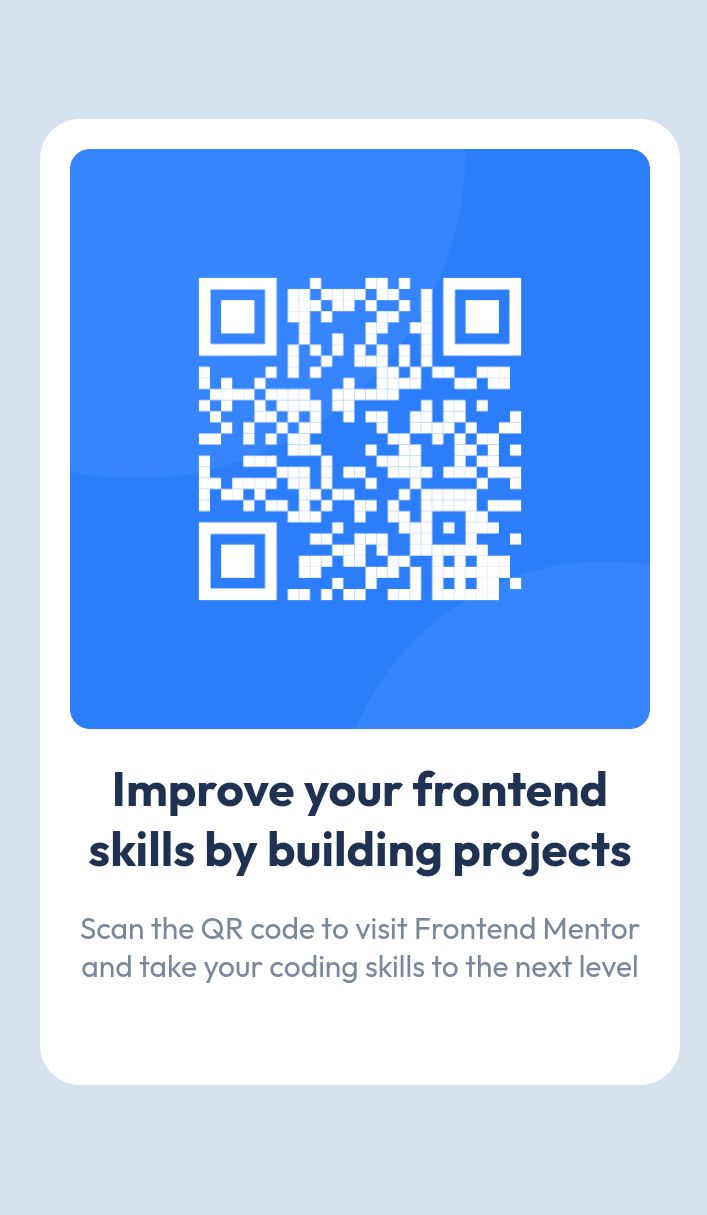 Improve your frontend
skills by building projects
Scan the QR code to visit Frontend Mentor
and take your coding skills to the next level